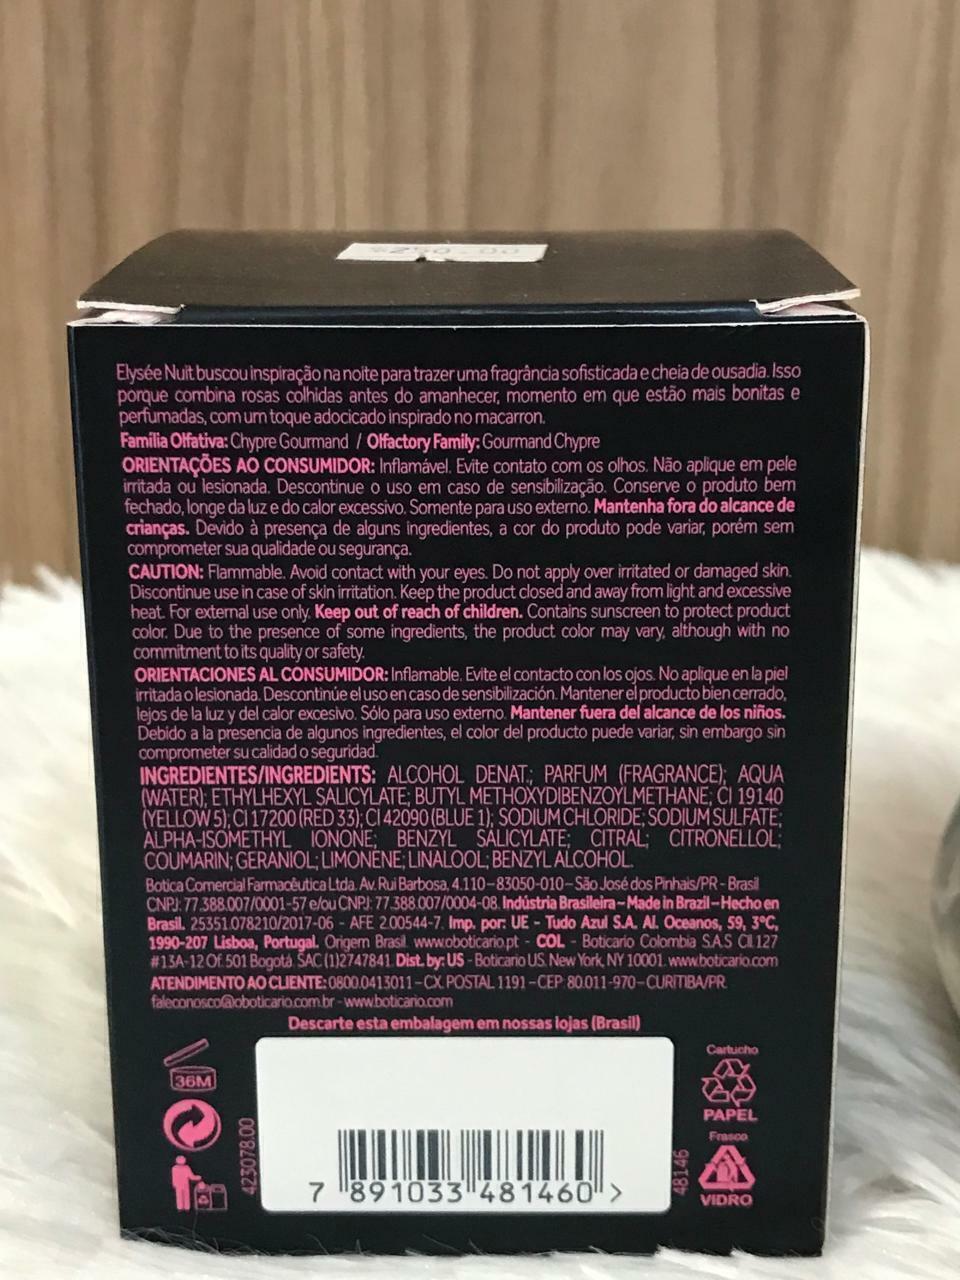 Elysée Nuit buscou inspiração na noite para trazer uma fragrância sofisticada e cheia de ousadia. Isso
porque combina rosas colhidas antes do amanhecer, momento em que estão mais bonitas e
perfumadas, com um toque adocicado inspirado no macarron.
Família Olfativa: Chypre Gourmand / Olfactory Family: Gourmand Chypre
ORIENTAÇÕES AO CONSUMIDOR: Inflamável. Evite contato com os olhos. Não aplique em pele
irritada ou lesionada. Descontinue o uso em caso de sensibilização. Conserve o produto bem
fechado, longe da luz e do calor excessivo. Somente para uso externo. Mantenha fora do alcance de
crianças. Devido à presença de alguns ingredientes, a cor do produto pode variar, porém sem
comprometer sua qualidade ou segurança.
CAUTION: Flammable. Avoid contact with your eyes. Do not apply over irritated or damaged skin.
Discontinue use in case of skin irritation. Keep the product closed and away from light and excessive
heat. For external use only. Keep out of reach of children. Contains sunscreen to protect product
color. Due to the presence of some ingredients, the product color may vary, although with no
commitment to its quality or safety.
ORIENTACIONES AL CONSUMIDOR: Inflamable. Evite el contacto con los ojos. No aplique en la piel
irritada o lesionada. Descontinúe el uso en caso de sensibilización. Mantener el producto bien cerrado,
lejos de la luz y del calor excesivo. Sólo para uso externo. Mantener fuera del alcance de los niños.
Debido a la presencia de algunos ingredientes, el color del producto puede variar, sin embargo sin
comprometer su calidad o seguridad.
INGREDIENTES/INGREDIENTS: ALCOHOL DENAT.; PARFUM (FRAGRANCE); AQUA
(WATER); ETHYLHEXYL SALICYLATE; BUTYL METHOXYDIBENZOYLMETHANE; CI 19140
(YELLOW 5); CI 17200 (RED 33); CI 42090 (BLUE 1); SODIUM CHLORIDE; SODIUM SULFATE;
ALPHA-ISOMETHYL IONONE; BENZYL SALICYLATE; CITRAL; CITRONELLOL;
COUMARIN; GERANIOL; LIMONENE; LINALOOL; BENZYL ALCOHOL.
Botica Comercial Farmacêutica Ltda. Av. Rui Barbosa, 4.110 – 83050-010 – São José dos Pinhais/PR - Brasil
CNPJ: 77.388.007/0001-57 e/ou CNPJ: 77.388.007/0004-08. Indústria Brasileira – Made in Brazil – Hecho en
Brasil. 25351.078210/2017-06 - AFE 2.00544-7. Imp. por: UE - Tudo Azul S.A. Al. Oceanos, 59, 3ºC,
1990-207 Lisboa, Portugal. Origem Brasil. www.oboticario.pt - COL - Boticario Colombia S.A.S Cll.127
#13A-12 Of. 501 Bogotá. SAC (1)2747841. Dist. by: US - Boticario US. New York, NY 10001. www.boticario.com
ATENDIMENTO AO CLIENTE: 0800.0413011 – CX. POSTAL 1191 – CEP: 80.011-970 – CURITIBA/PR.
faleconosco@oboticario.com.br - www.boticario.com
Descarte esta embalagem em nossas lojas (Brasil)
36M
423078.00
7 891033 481460 >
48146
Cartucho
PAPEL
Frasco
VIDRO